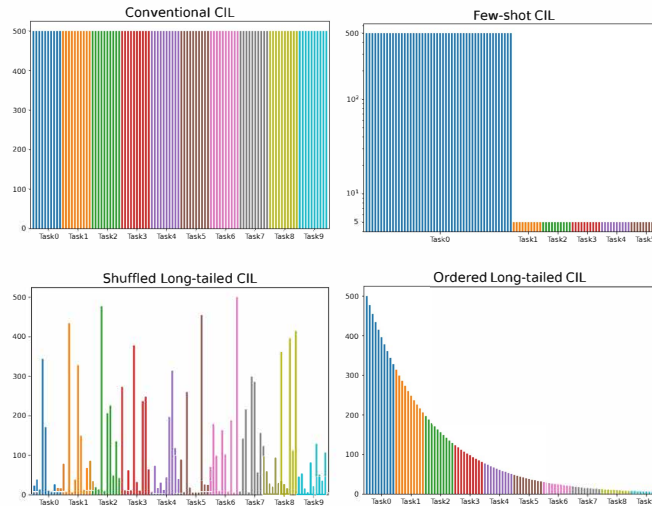 Conventional CIL
500
400
300
200
100
0
Task0 Task1 Task2 Task3 Task4 Task5 Task6 Task7 Task8 Task9
Few-shot CIL
500
10²
10¹
5
Task0 Task1 Task2 Task3 Task4 Task5
Shuffled Long-tailed CIL
500
400
300
200
100
0
Task0 Task1 Task2 Task3 Task4 Task5 Task6 Task7 Task8 Task9
Ordered Long-tailed CIL
500
400
300
200
100
0
Task0 Task1 Task2 Task3 Task4 Task5 Task6 Task7 Task8 Task9